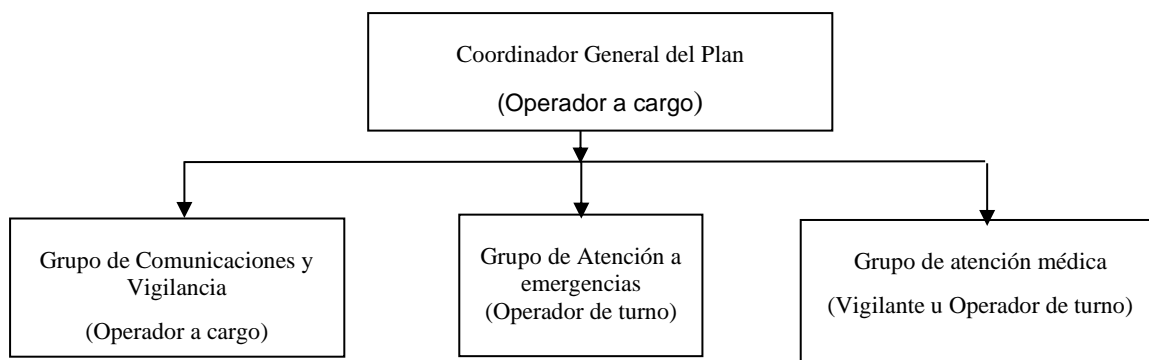 Coordinador General del Plan
(Operador a cargo)
Grupo de Comunicaciones y
Vigilancia
(Operador a cargo)
Grupo de Atención a
emergencias
(Operador de turno)
Grupo de atención médica
(Vigilante u Operador de turno)